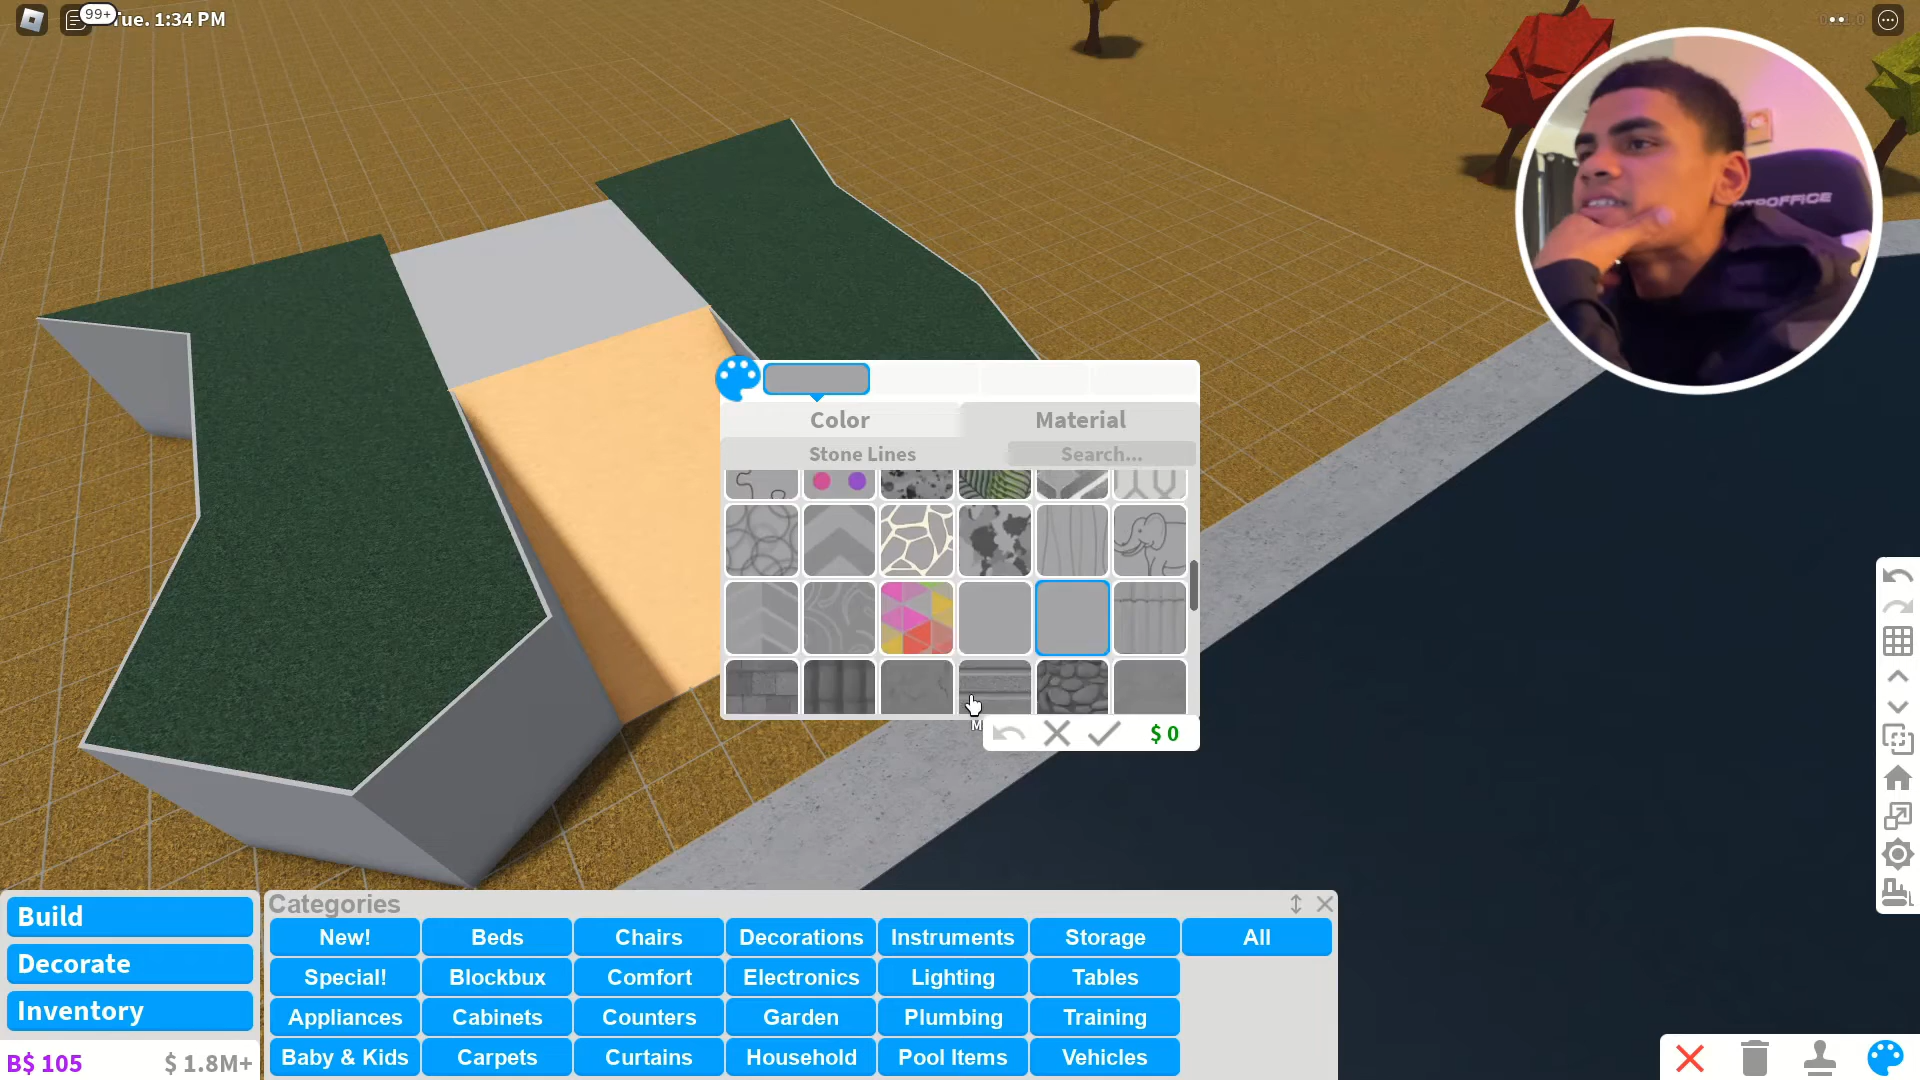 99+
Tue. 1:34 PM
Color
Material
Stone Lines
Search...
M
$ 0
Build
Decorate
Inventory
B$ 105
$ 1.8M+
Categories
New!
Beds
Chairs
Decorations
Instruments
Storage
All
Special!
Blockbux
Comfort
Electronics
Lighting
Tables
Appliances
Cabinets
Counters
Garden
Plumbing
Training
Baby & Kids
Carpets
Curtains
Household
Pool Items
Vehicles